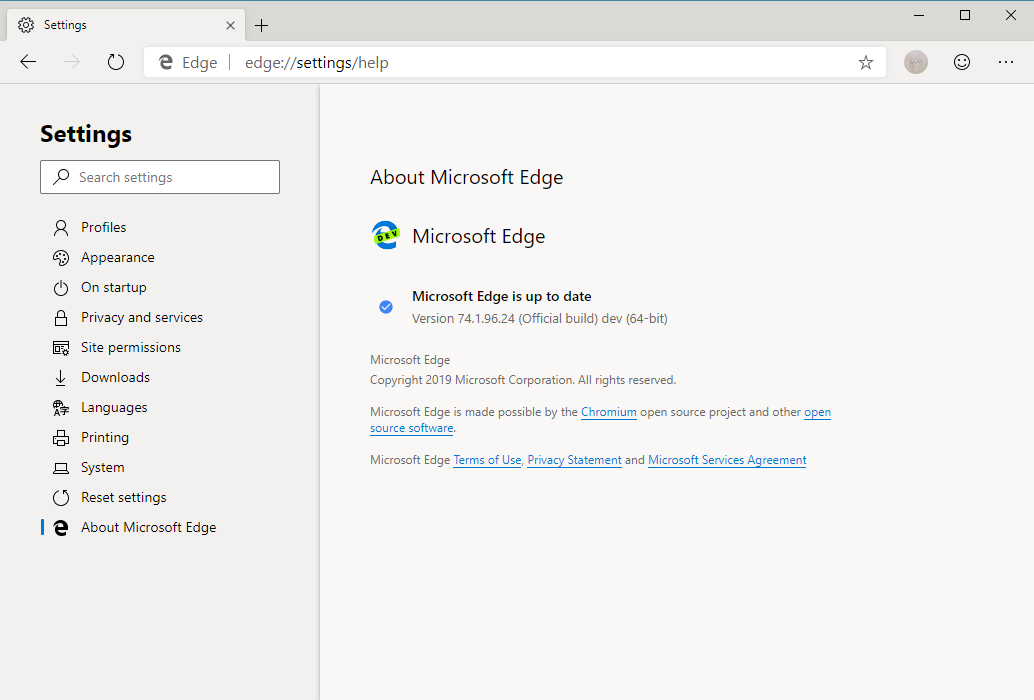 Settings
Edge
edge://settings/help
Settings
Search settings
Profiles
Appearance
On startup
Privacy and services
Site permissions
Downloads
Languages
Printing
System
Reset settings
About Microsoft Edge
About Microsoft Edge
DEV
Microsoft Edge
Microsoft Edge is up to date
Version 74.1.96.24 (Official build) dev (64-bit)
Microsoft Edge
Copyright 2019 Microsoft Corporation. All rights reserved.
Microsoft Edge is made possible by the Chromium open source project and other open
source software.
Microsoft Edge Terms of Use, Privacy Statement and Microsoft Services Agreement